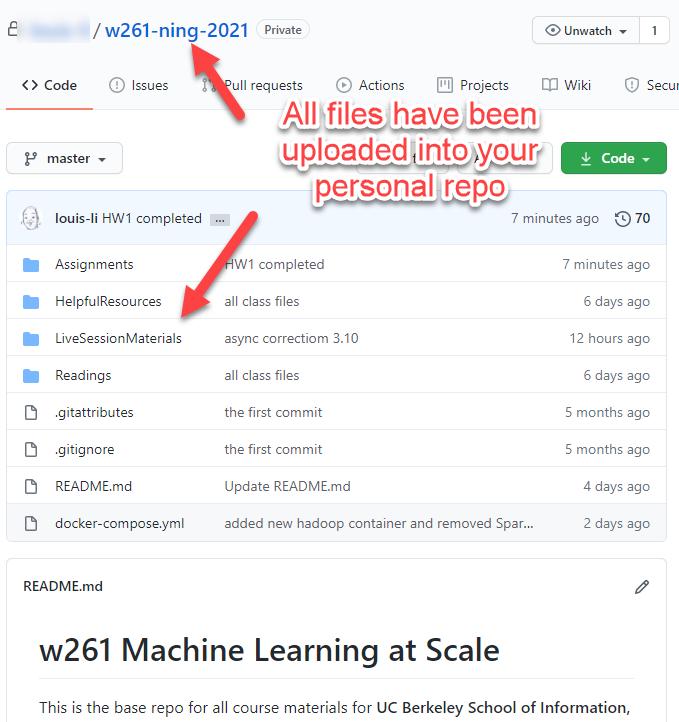 / w261-ning-2021 Private Unwatch 1
Code Issues Pull requests Actions Projects Wiki Secur
All files have been
uploaded into your
personal repo
master Code
louis-li HW1 completed ... 7 minutes ago 70
Assignments HW1 completed 7 minutes ago
HelpfulResources all class files 6 days ago
LiveSessionMaterials async correctiom 3.10 12 hours ago
Readings all class files 6 days ago
.gitattributes the first commit 5 months ago
.gitignore the first commit 5 months ago
README.md Update README.md 4 days ago
docker-compose.yml added new hadoop container and removed Spar... 2 days ago
README.md
w261 Machine Learning at Scale
This is the base repo for all course materials for UC Berkeley School of Information,